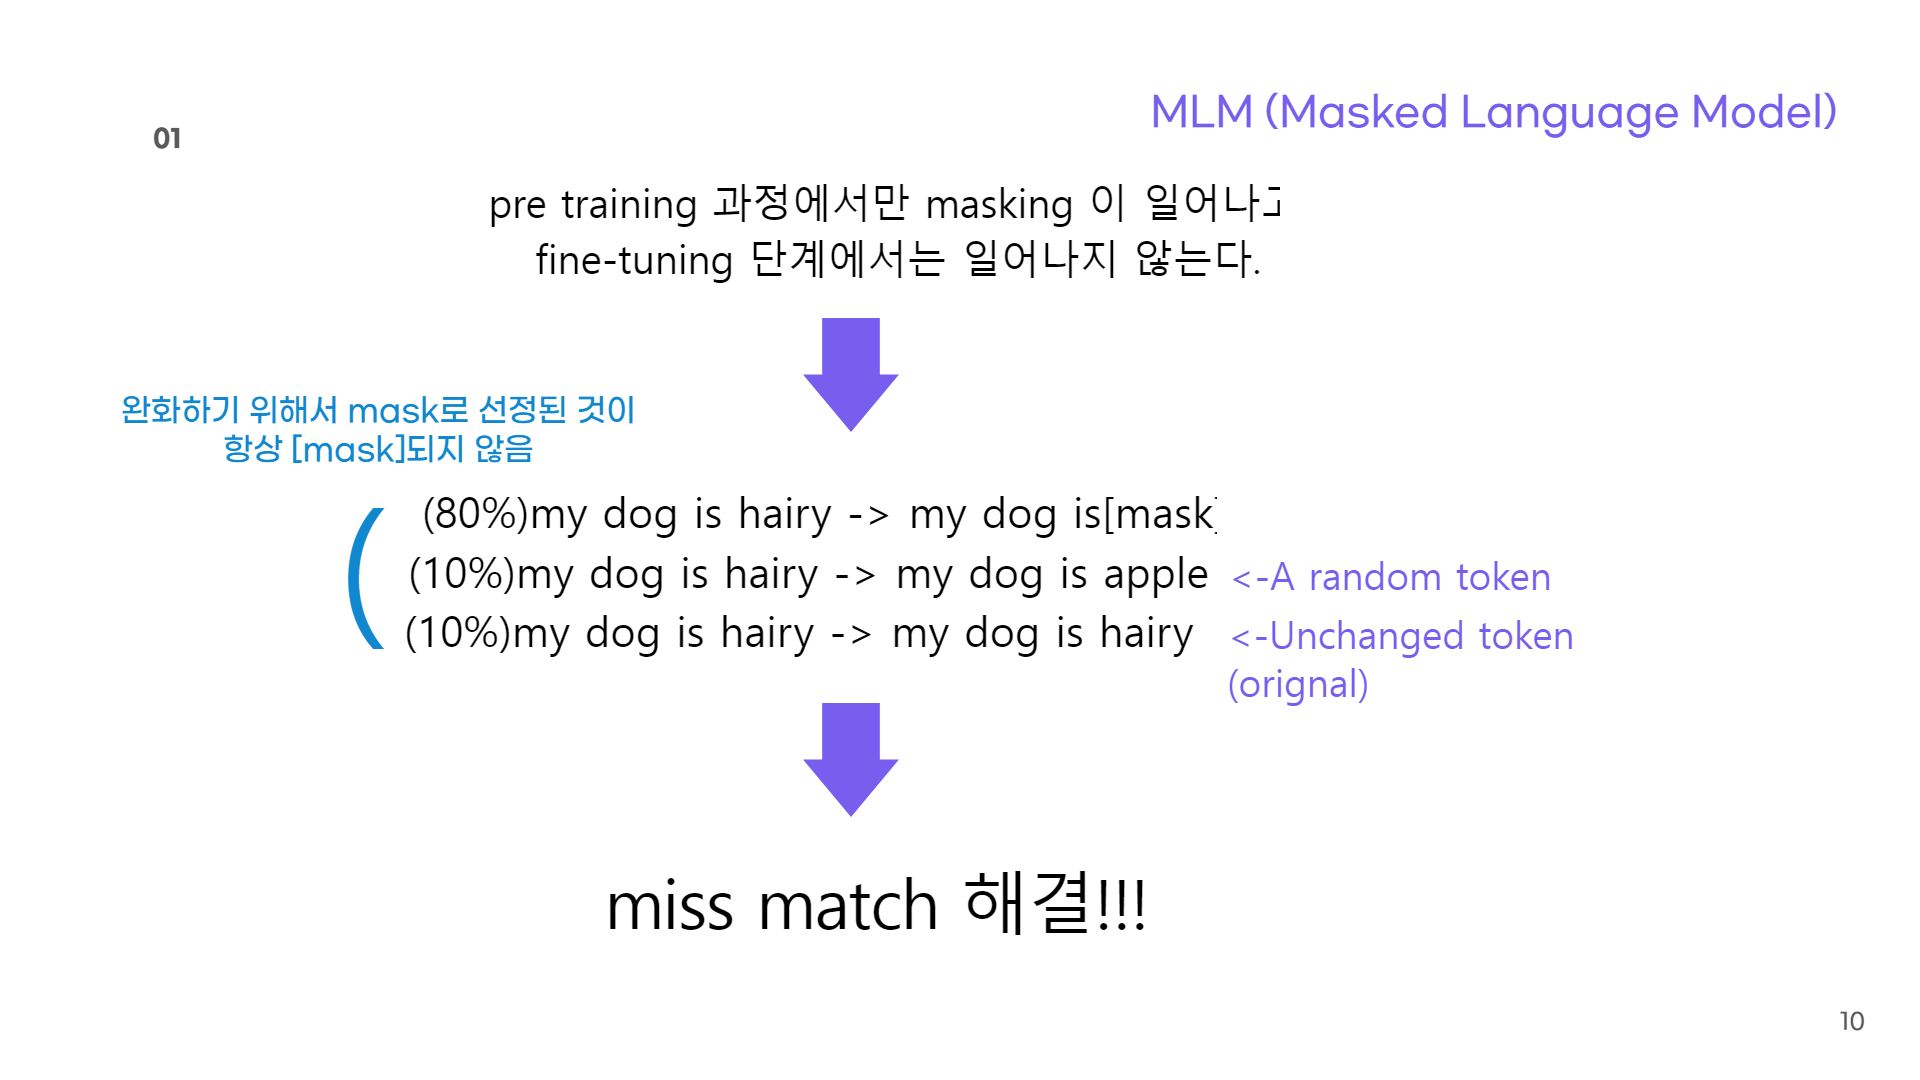 MLM (Masked Language Model)
01
pre training 과정에서만 masking 이 일어나고
fine-tuning 단계에서는 일어나지 않는다.
완화하기 위해서 mask로 선정된 것이
항상 [mask]되지 않음
(80%)my dog is hairy -> my dog is[mask]
(10%)my dog is hairy -> my dog is apple <-A random token
(10%)my dog is hairy -> my dog is hairy <-Unchanged token
(orignal)
miss match 해결!!!
10